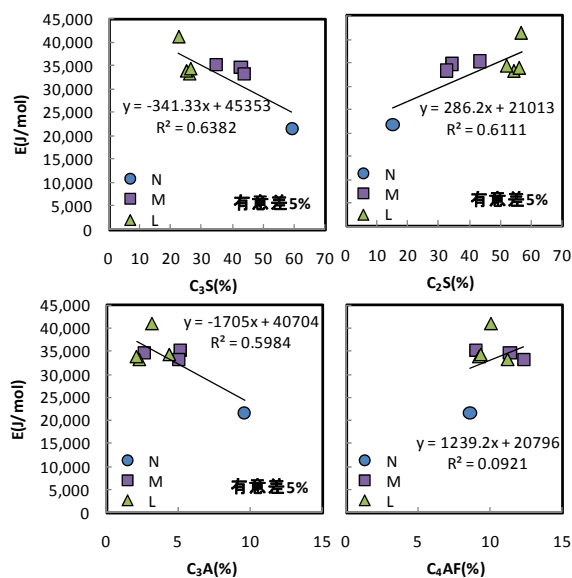 E(J/mol)
45,000
40,000
35,000
30,000
25,000
20,000
15,000
10,000
5,000
0
y = -341.33x + 45353
R² = 0.6382
N
M
L
有意差5%
0 10 20 30 40 50 60 70
C₃S(%)
y = 286.2x + 21013
R² = 0.6111
N
M
L
有意差5%
0 10 20 30 40 50 60
C₂S(%)
E(J/mol)
45,000
40,000
35,000
30,000
25,000
20,000
15,000
10,000
5,000
0
y = -1705x + 40704
R² = 0.5984
N
M
L
有意差5%
0 5 10 15
C₃A(%)
y = 1239.2x + 20796
R² = 0.0921
N
M
L
0 5 10 15
C₄AF(%)